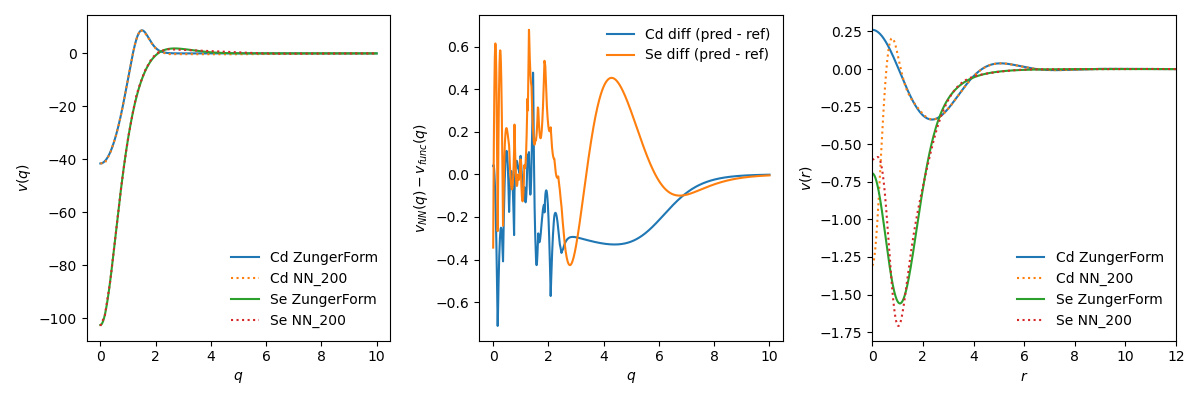 0
−20
−40
−60
−80
−100
0 2 4 6 8 10
v(q)
q
Cd ZungerForm
Cd NN_200
Se ZungerForm
Se NN_200
0.6
0.4
0.2
0.0
−0.2
−0.4
−0.6
0 2 4 6 8 10
v_NN(q) − v_func(q)
q
Cd diff (pred - ref)
Se diff (pred - ref)
0.25
0.00
−0.25
−0.50
−0.75
−1.00
−1.25
−1.50
−1.75
0 2 4 6 8 10 12
v(r)
r
Cd ZungerForm
Cd NN_200
Se ZungerForm
Se NN_200